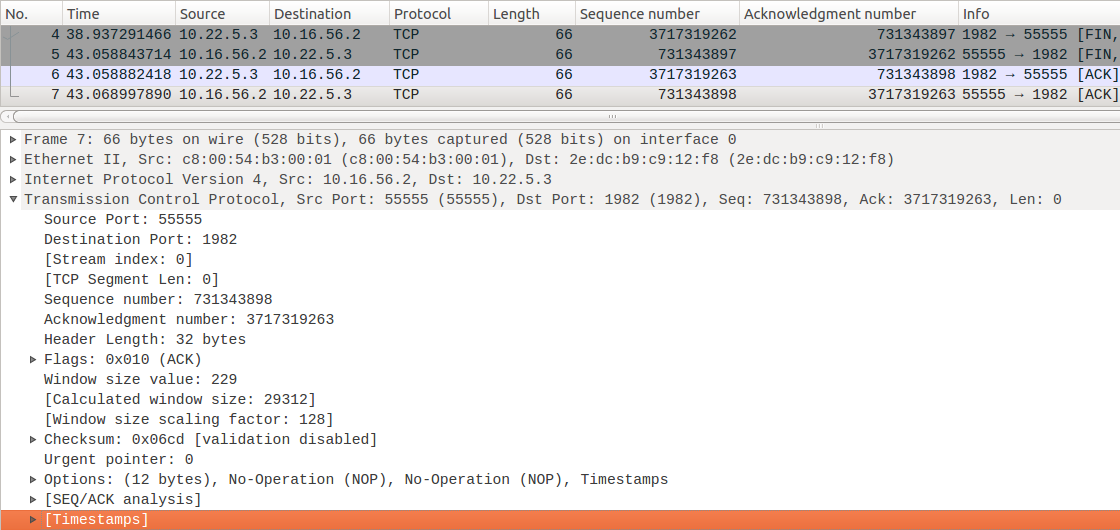 No. Time Source Destination Protocol Length Sequence number Acknowledgment number Info
4 38.937291466 10.22.5.3 10.16.56.2 TCP 66 3717319262 731343897 1982 → 55555 [FIN,
5 43.058843714 10.16.56.2 10.22.5.3 TCP 66 731343897 3717319262 55555 → 1982 [FIN,
6 43.058882418 10.22.5.3 10.16.56.2 TCP 66 3717319263 731343898 1982 → 55555 [ACK]
7 43.068997890 10.16.56.2 10.22.5.3 TCP 66 731343898 3717319263 55555 → 1982 [ACK]
Frame 7: 66 bytes on wire (528 bits), 66 bytes captured (528 bits) on interface 0
Ethernet II, Src: c8:00:54:b3:00:01 (c8:00:54:b3:00:01), Dst: 2e:dc:b9:c9:12:f8 (2e:dc:b9:c9:12:f8)
Internet Protocol Version 4, Src: 10.16.56.2, Dst: 10.22.5.3
Transmission Control Protocol, Src Port: 55555 (55555), Dst Port: 1982 (1982), Seq: 731343898, Ack: 3717319263, Len: 0
Source Port: 55555
Destination Port: 1982
[Stream index: 0]
[TCP Segment Len: 0]
Sequence number: 731343898
Acknowledgment number: 3717319263
Header Length: 32 bytes
Flags: 0x010 (ACK)
Window size value: 229
[Calculated window size: 29312]
[Window size scaling factor: 128]
Checksum: 0x06cd [validation disabled]
Urgent pointer: 0
Options: (12 bytes), No-Operation (NOP), No-Operation (NOP), Timestamps
[SEQ/ACK analysis]
[Timestamps]